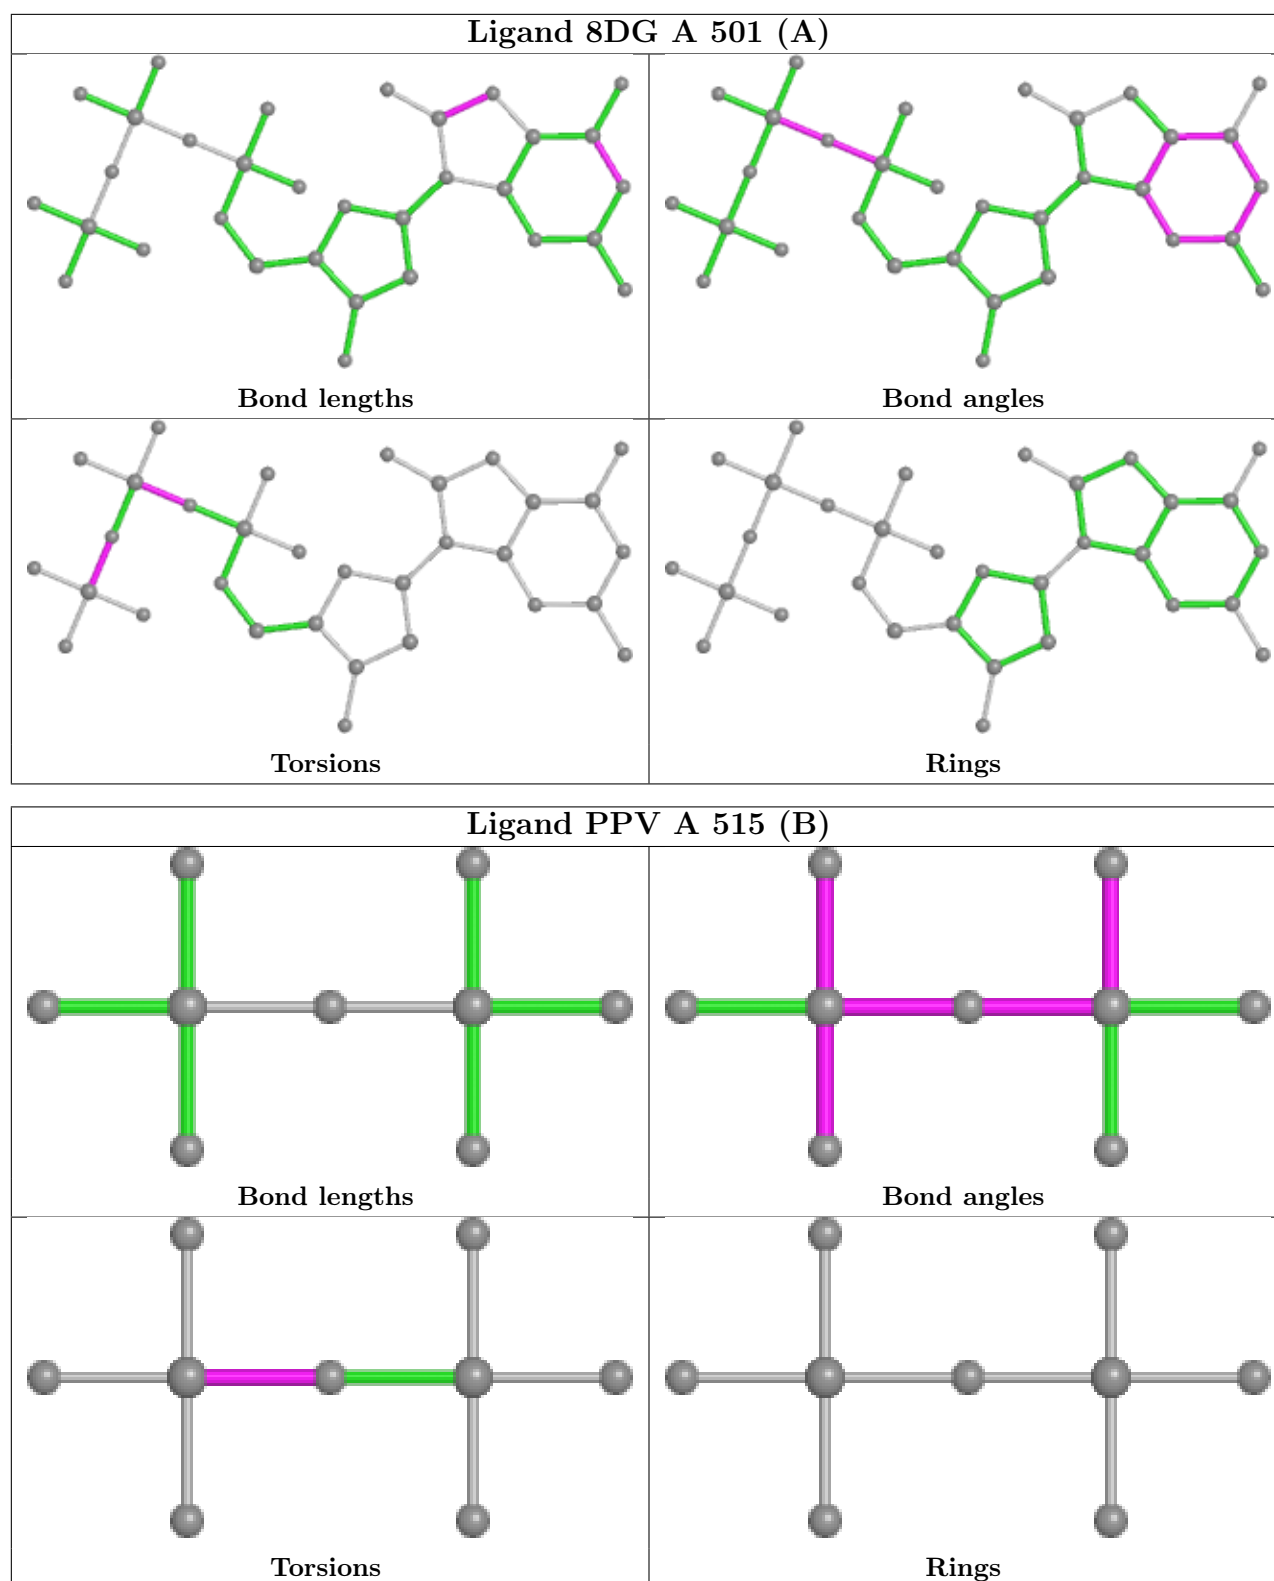 Ligand 8DG A 501 (A)
Bond lengths
Bond angles
Torsions
Rings
Ligand PPV A 515 (B)
Bond lengths
Bond angles
Torsions
Rings